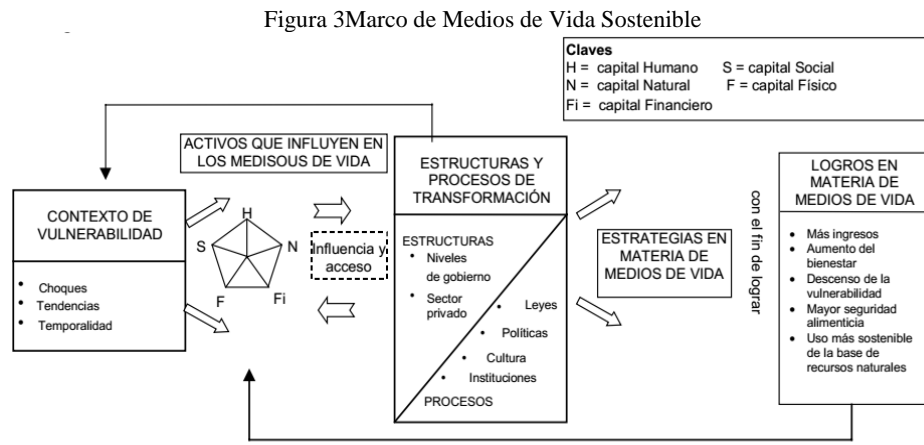 Figura 3Marco de Medios de Vida Sostenible
Claves
H = capital Humano S = capital Social
N = capital Natural F = capital Físico
Fi = capital Financiero
ACTIVOS QUE INFLUYEN EN
LOS MEDISOUS DE VIDA
CONTEXTO DE
VULNERABILIDAD
• Choques
• Tendencias
• Temporalidad
H
S
N
F
Fi
Influencia y
acceso
ESTRUCTURAS Y
PROCESOS DE
TRANSFORMACIÓN
ESTRUCTURAS
• Niveles
de gobierno
• Sector
privado
• Leyes
• Políticas
• Cultura
• Instituciones
PROCESOS
ESTRATEGIAS EN
MATERIA DE
MEDIOS DE VIDA
con el fin de lograr
LOGROS EN
MATERIA DE
MEDIOS DE VIDA
• Más ingresos
• Aumento del
bienestar
• Descenso de la
vulnerabilidad
• Mayor seguridad
alimenticia
• Uso más sostenible
de la base de
recursos naturales